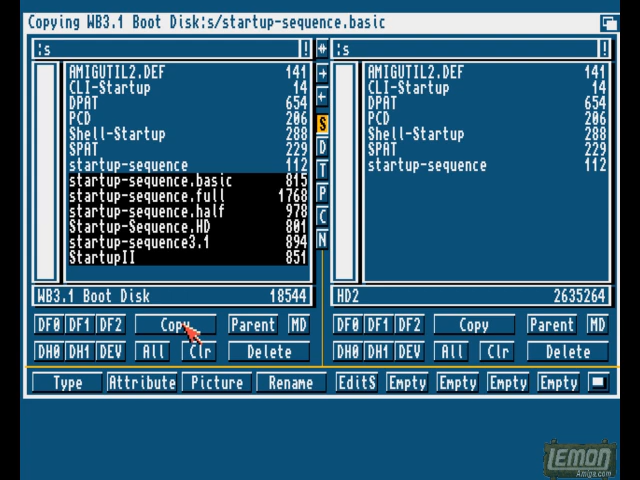 Copying WB3.1 Boot Disk:s/startup-sequence.basic
:s ! :s !
AMIGUTIL2.DEF 141 AMIGUTIL2.DEF 141
CLI-Startup 14 CLI-Startup 14
DPAT 654 DPAT 654
PCD 206 PCD 206
Shell-Startup 288 Shell-Startup 288
SPAT 229 SPAT 229
startup-sequence 112 startup-sequence 112
startup-sequence.basic 815
startup-sequence.full 1768
startup-sequence.half 978
Startup-Sequence.HD 801
startup-sequence3.1 894
StartupII 851
S
D
T
P
C
N
WB3.1 Boot Disk 18544 HD2 2635264
DF0 DF1 DF2 Copy Parent MD DF0 DF1 DF2 Copy Parent MD
DH0 DH1 DEV All Clr Delete DH0 DH1 DEV All Clr Delete
Type Attribute Picture Rename EditS Empty Empty Empty Empty
LEMON
Amiga.com